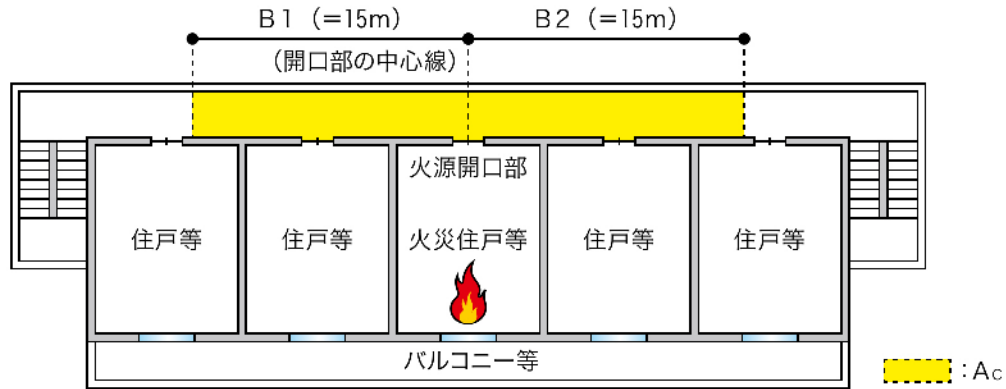 B1（=15m） B2（=15m）
（開口部の中心線）
火源開口部
住戸等 住戸等 火災住戸等 住戸等 住戸等
バルコニー等
：Ac